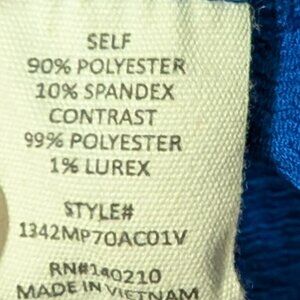 SELF
90% POLYESTER
10% SPANDEX
CONTRAST
99% POLYESTER
1% LUREX
STYLE#
1342MP70AC01V
RN#140210
MADE IN VIETNAM